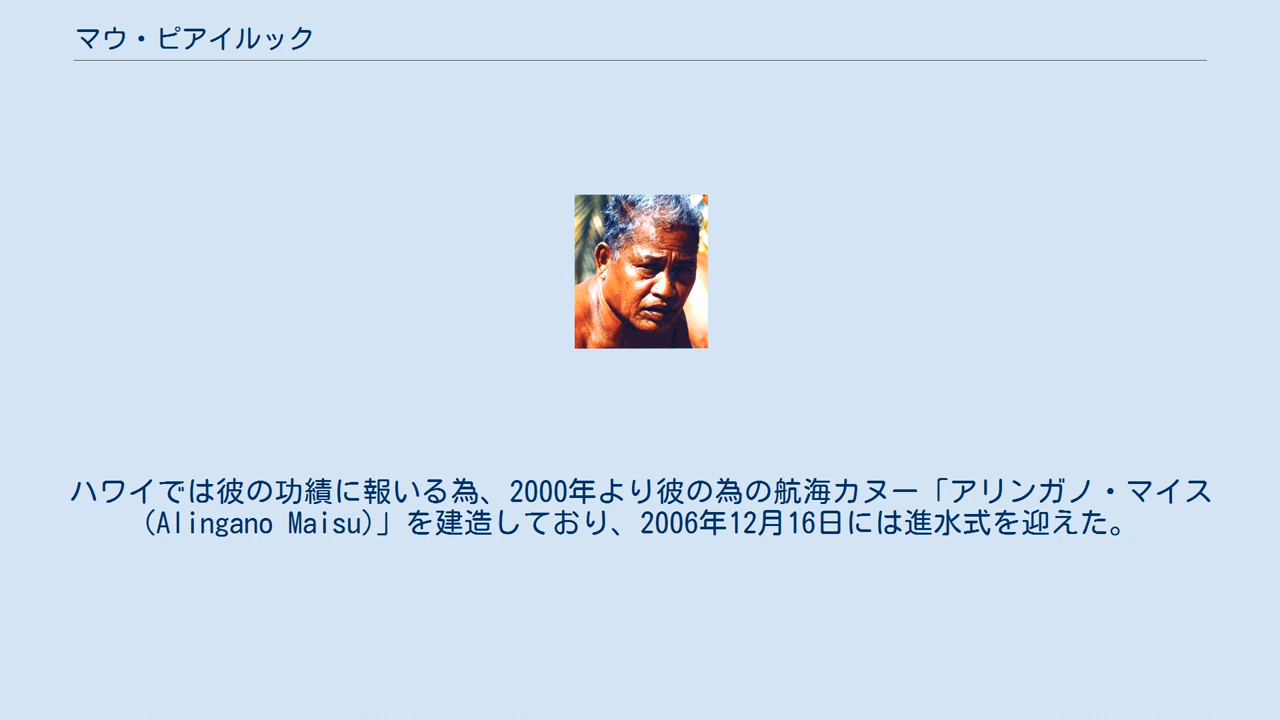 マウ・ピアイルック
ハワイでは彼の功績に報いる為、2000年より彼の為の航海カヌー「アリンガノ・マイス
(Alingano Maisu)」を建造しており、2006年12月16日には進水式を迎えた。